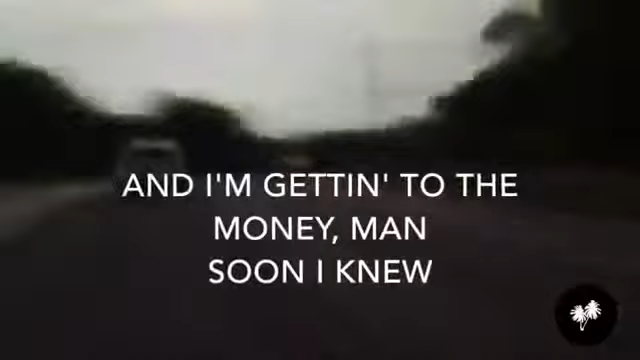 AND I'M GETTIN' TO THE
MONEY, MAN
SOON I KNEW